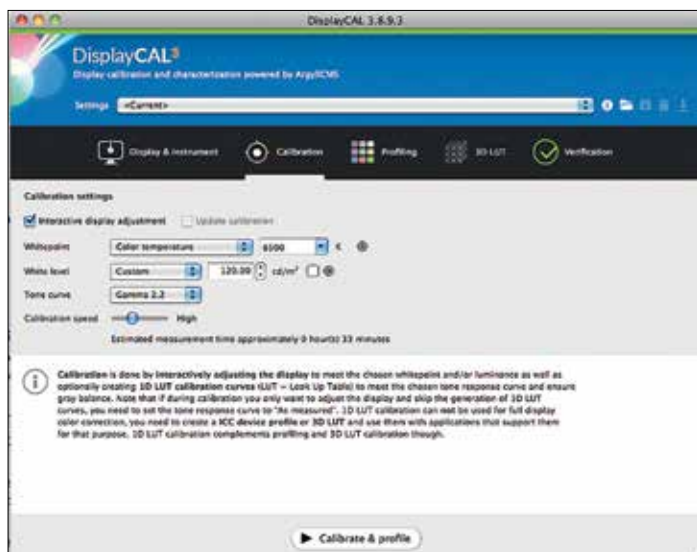 DisplayCAL 3.8.9.3
DisplayCAL3
Display calibration and characterization powered by ArgyllCMS
Settings <Current>
Display & instrument Calibration Profiling 3D LUT Verification
Calibration settings
Interactive display adjustment Update calibration
Whitepoint Color temperature 6500 K
White level Custom 120.00 cd/m²
Tone curve Gamma 2.2
Calibration speed High
Estimated measurement time approximately 0 hour(s) 33 minutes
Calibration is done by interactively adjusting the display to meet the chosen whitepoint and/or luminance as well as
optionally creating 1D LUT calibration curves (LUT = Look Up Table) to meet the chosen tone response curve and ensure
gray balance. Note that if during calibration you only want to adjust the display and skip the generation of 1D LUT
curves, you need to set the tone response curve to "As measured". 1D LUT calibration can not be used for full display
color correction, you need to create a ICC device profile or 3D LUT and use them with applications that support them
for that purpose. 1D LUT calibration complements profiling and 3D LUT calibration though.
Calibrate & profile